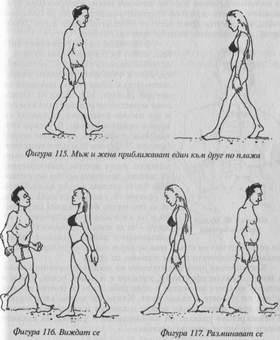 Фигура 115. Мъж и жена приближават един към друг по плажа
Фигура 116. Виждат се
Фигура 117. Разминават се